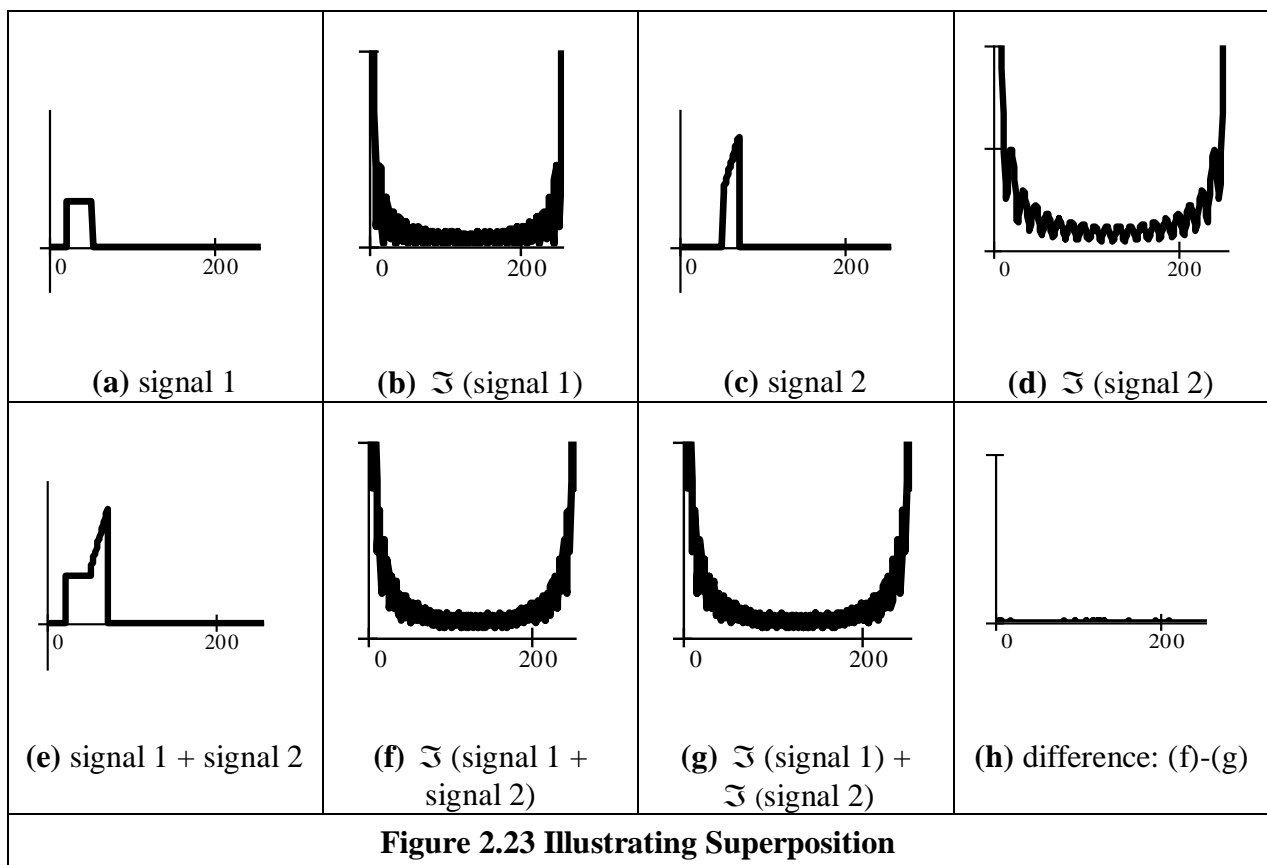 0 200
(a) signal 1
0 200
(b) ℑ (signal 1)
0 200
(c) signal 2
0 200
(d) ℑ (signal 2)
0 200
(e) signal 1 + signal 2
0 200
(f) ℑ (signal 1 +
signal 2)
0 200
(g) ℑ (signal 1) +
ℑ (signal 2)
0 200
(h) difference: (f)-(g)
Figure 2.23 Illustrating Superposition